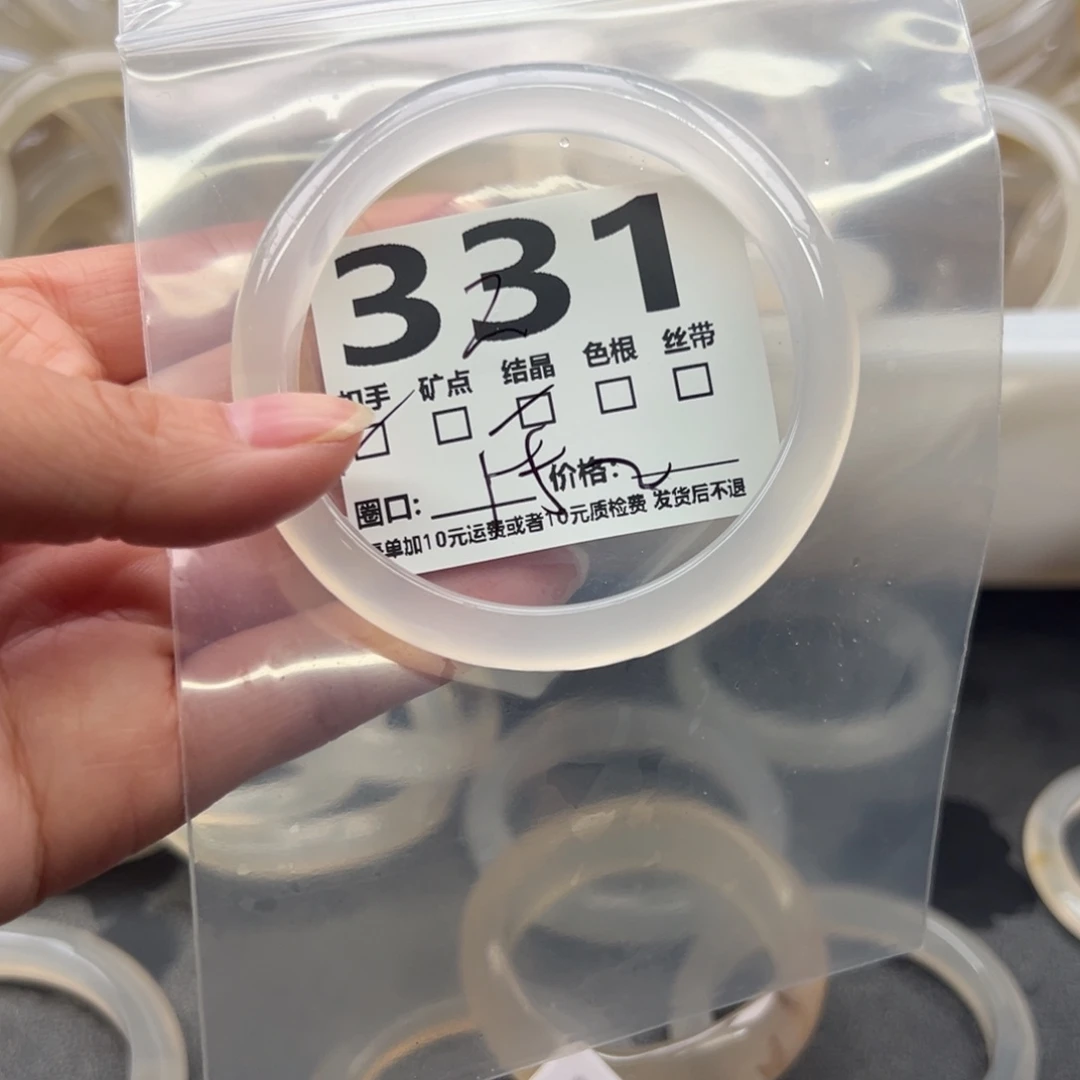 331
扣手 矿点 结晶 色根 丝带
圈口: 价格:
单加10元运费或者10元质检费 发货后不退